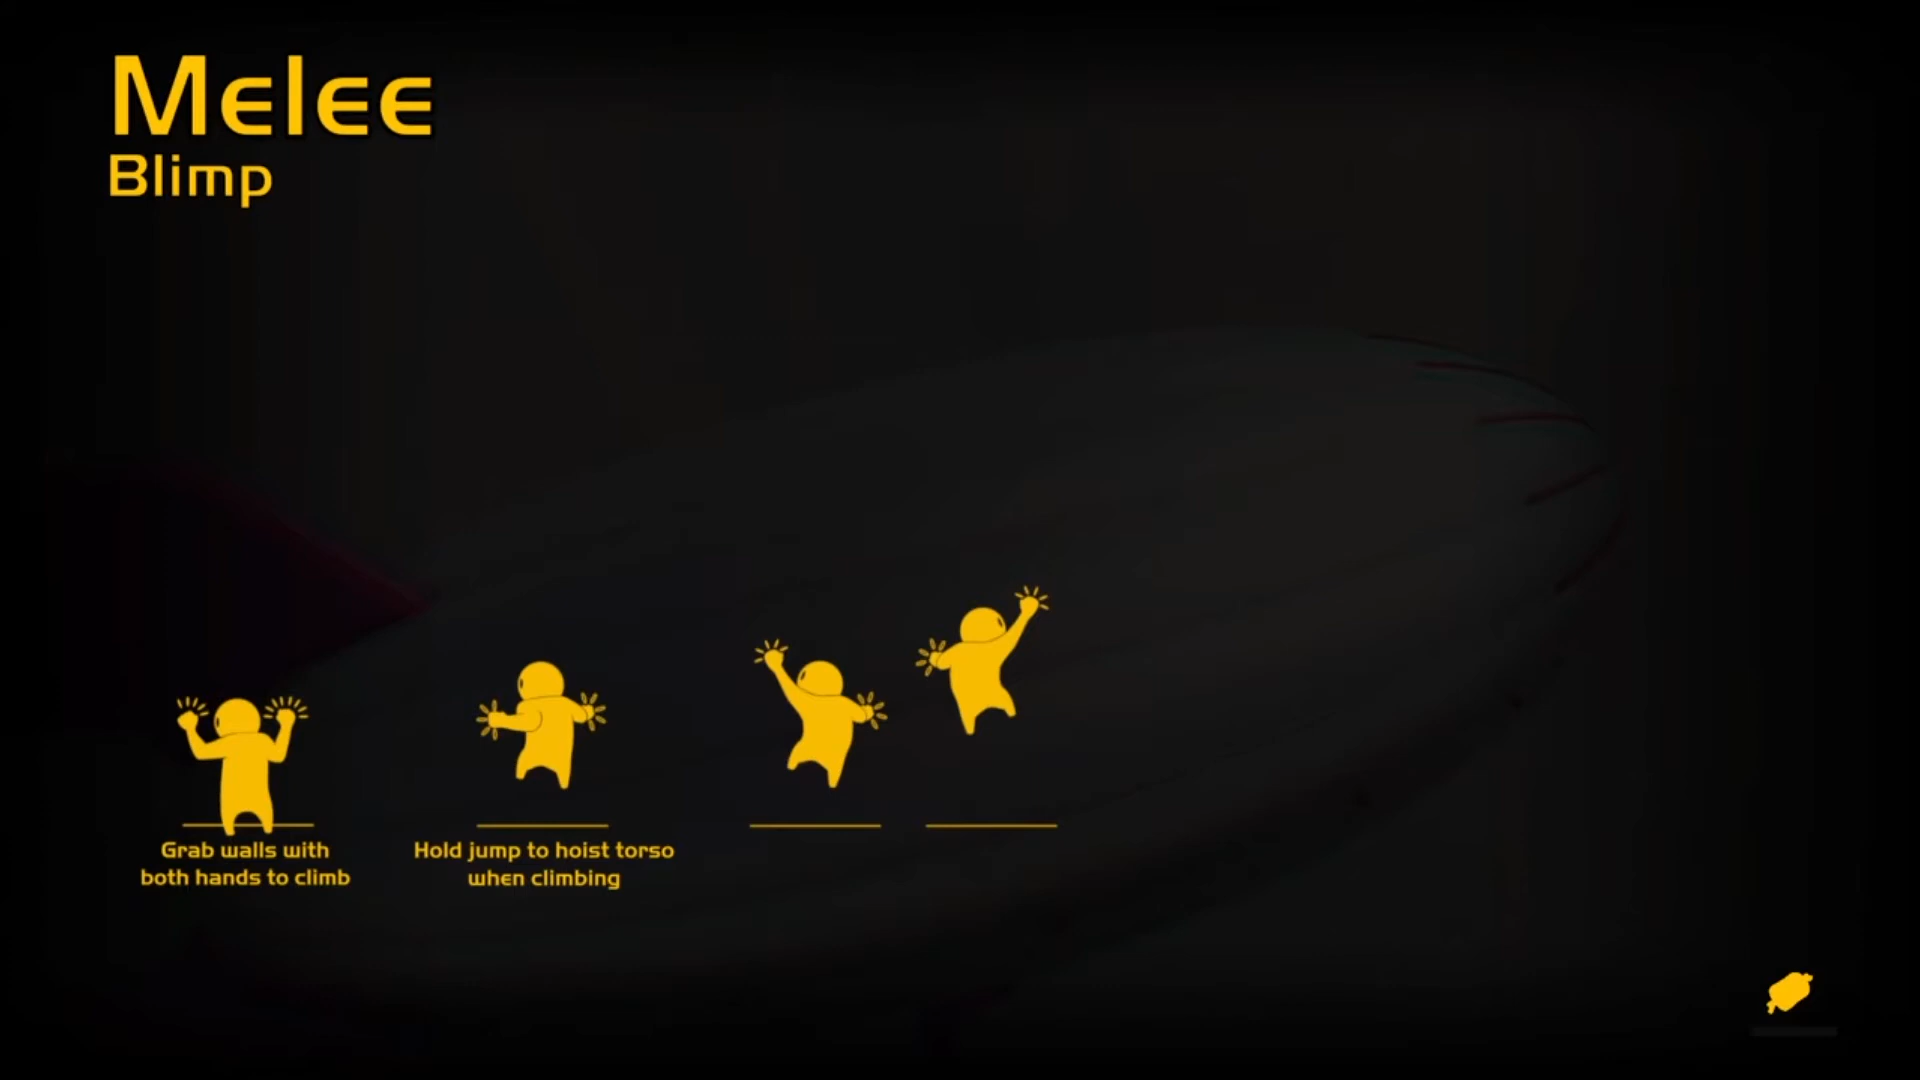 Melee
Blimp
Grab walls with
both hands to climb
Hold jump to hoist torso
when climbing